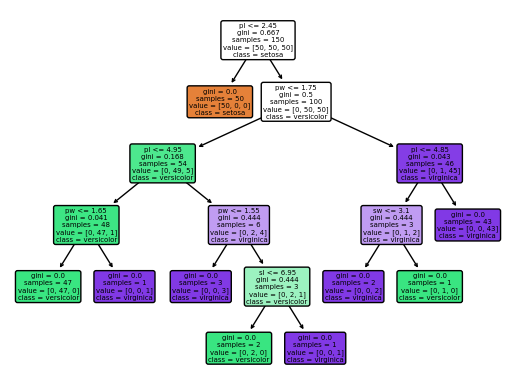 pl <= 2.45
gini = 0.667
samples = 150
value = [50, 50, 50]
class = setosa
gini = 0.0
samples = 50
value = [50, 0, 0]
class = setosa
pw <= 1.75
gini = 0.5
samples = 100
value = [0, 50, 50]
class = versicolor
pl <= 4.95
gini = 0.168
samples = 54
value = [0, 49, 5]
class = versicolor
pl <= 4.85
gini = 0.043
samples = 46
value = [0, 1, 45]
class = virginica
pw <= 1.65
gini = 0.041
samples = 48
value = [0, 47, 1]
class = versicolor
pw <= 1.55
gini = 0.444
samples = 6
value = [0, 2, 4]
class = virginica
sw <= 3.1
gini = 0.444
samples = 3
value = [0, 1, 2]
class = virginica
gini = 0.0
samples = 43
value = [0, 0, 43]
class = virginica
gini = 0.0
samples = 47
value = [0, 47, 0]
class = versicolor
gini = 0.0
samples = 1
value = [0, 0, 1]
class = virginica
gini = 0.0
samples = 3
value = [0, 0, 3]
class = virginica
sl <= 6.95
gini = 0.444
samples = 3
value = [0, 2, 1]
class = versicolor
gini = 0.0
samples = 2
value = [0, 0, 2]
class = virginica
gini = 0.0
samples = 1
value = [0, 1, 0]
class = versicolor
gini = 0.0
samples = 2
value = [0, 2, 0]
class = versicolor
gini = 0.0
samples = 1
value = [0, 0, 1]
class = virginica